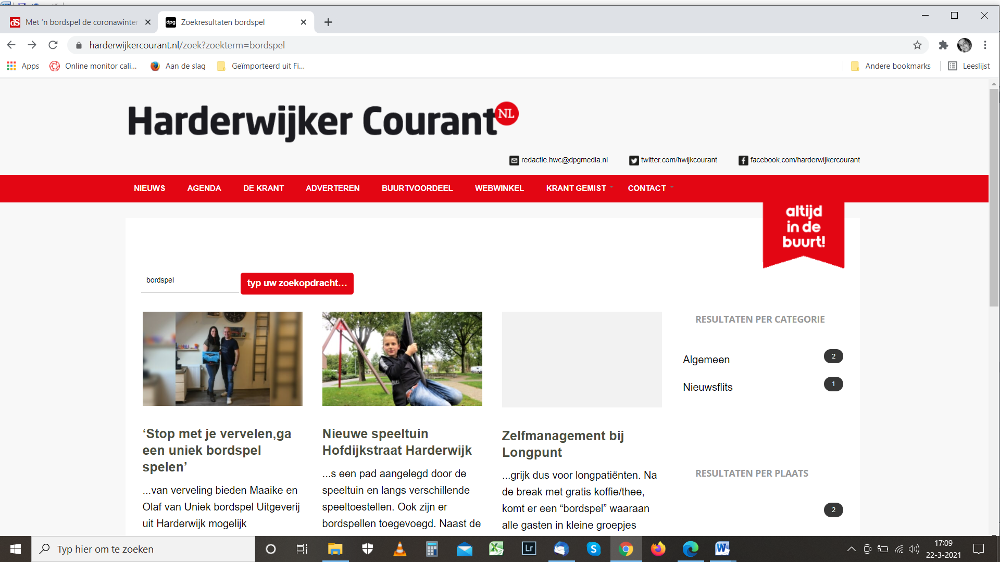 Met ‘n bordspel de coronawinter
dpg Zoekresultaten bordspel
harderwijkercourant.nl/zoek?zoekterm=bordspel
Apps Online monitor cali... Aan de slag Geïmporteerd uit Fi... Andere bookmarks Leeslijst
Harderwijker Courant NL
redactie.hwc@dpgmedia.nl twitter.com/hwijkcourant facebook.com/harderwijkercourant
NIEUWS AGENDA DE KRANT ADVERTEREN BUURTVOORDEEL WEBWINKEL KRANT GEMIST CONTACT
altijd
in de
buurt!
bordspel
typ uw zoekopdracht...
‘Stop met je vervelen,ga
een uniek bordspel
spelen’
...van verveling bieden Maaike en
Olaf van Uniek bordspel Uitgeverij
uit Harderwijk mogelijk
Nieuwe speeltuin
Hofdijkstraat Harderwijk
...s een pad aangelegd door de
speeltuin en langs verschillende
speeltoestellen. Ook zijn er
bordspellen toegevoegd. Naast de
Zelfmanagement bij
Longpunt
...grijk dus voor longpatiënten. Na
de break met gratis koffie/thee,
komt er een “bordspel” waaraan
alle gasten in kleine groepjes
RESULTATEN PER CATEGORIE
Algemeen 2
Nieuwsflits 1
RESULTATEN PER PLAATS
2
Typ hier om te zoeken
Lr
17:09
22-3-2021